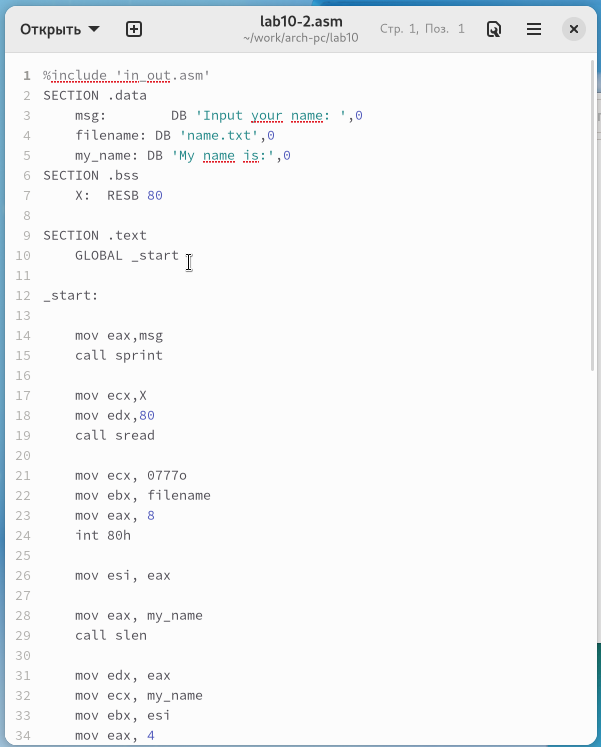 Открыть
lab10-2.asm
~/work/arch-pc/lab10
Стр. 1, Поз. 1
1 %include 'in_out.asm'
2 SECTION .data
3     msg:        DB 'Input your name: ',0
4     filename: DB 'name.txt',0
5     my_name: DB 'My name is:',0
6 SECTION .bss
7     X:  RESB 80
8
9 SECTION .text
10     GLOBAL _start
11
12 _start:
13
14     mov eax,msg
15     call sprint
16
17     mov ecx,X
18     mov edx,80
19     call sread
20
21     mov ecx, 0777o
22     mov ebx, filename
23     mov eax, 8
24     int 80h
25
26     mov esi, eax
27
28     mov eax, my_name
29     call slen
30
31     mov edx, eax
32     mov ecx, my_name
33     mov ebx, esi
34     mov eax, 4